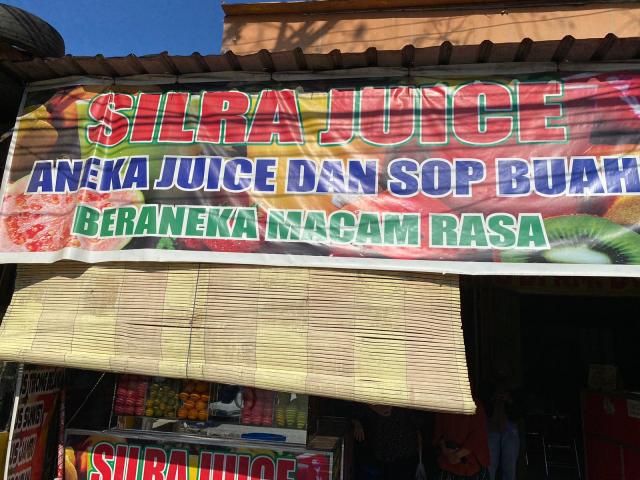 SILRA JUICE
ANEKA JUICE DAN SOP BUAH
BERANEKA MACAM RASA
SILRA JUICE